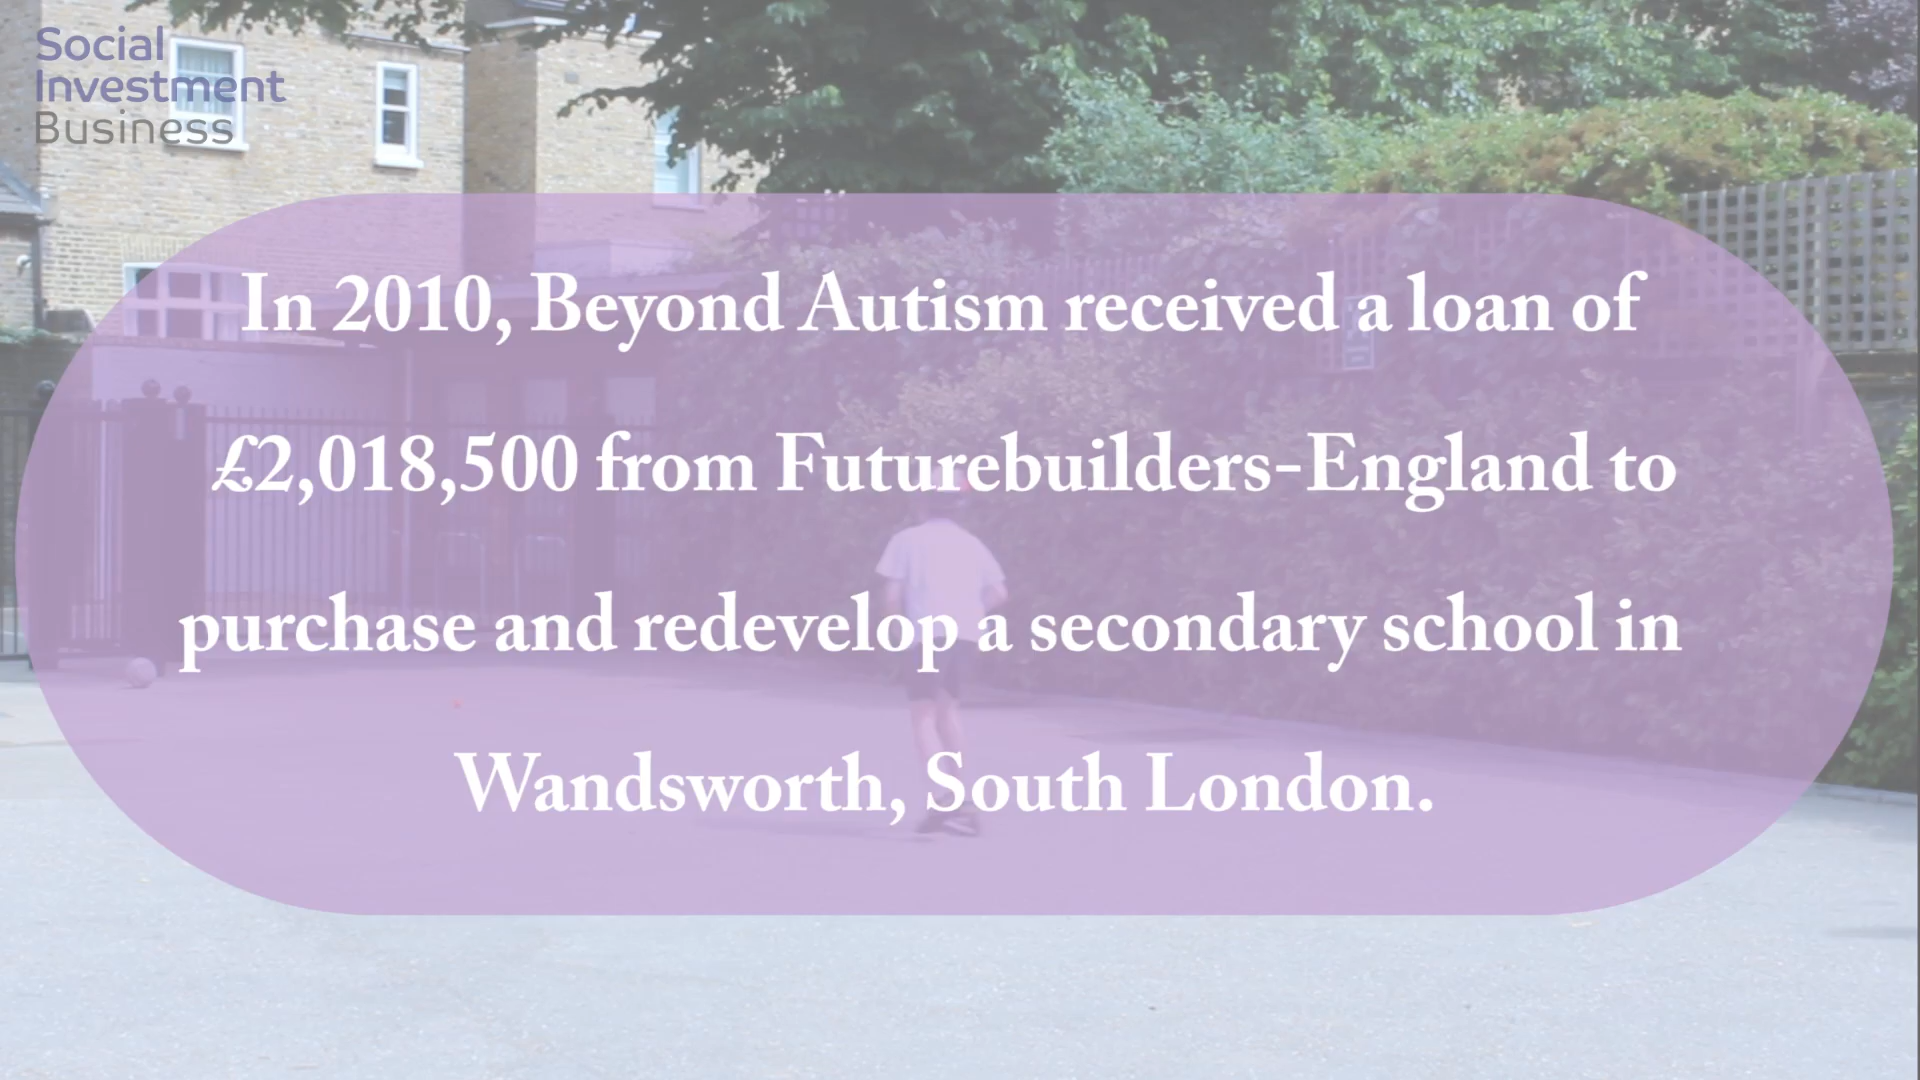 Social
Investment
Business
In 2010, Beyond Autism received a loan of
£2,018,500 from Futurebuilders-England to
purchase and redevelop a secondary school in
Wandsworth, South London.